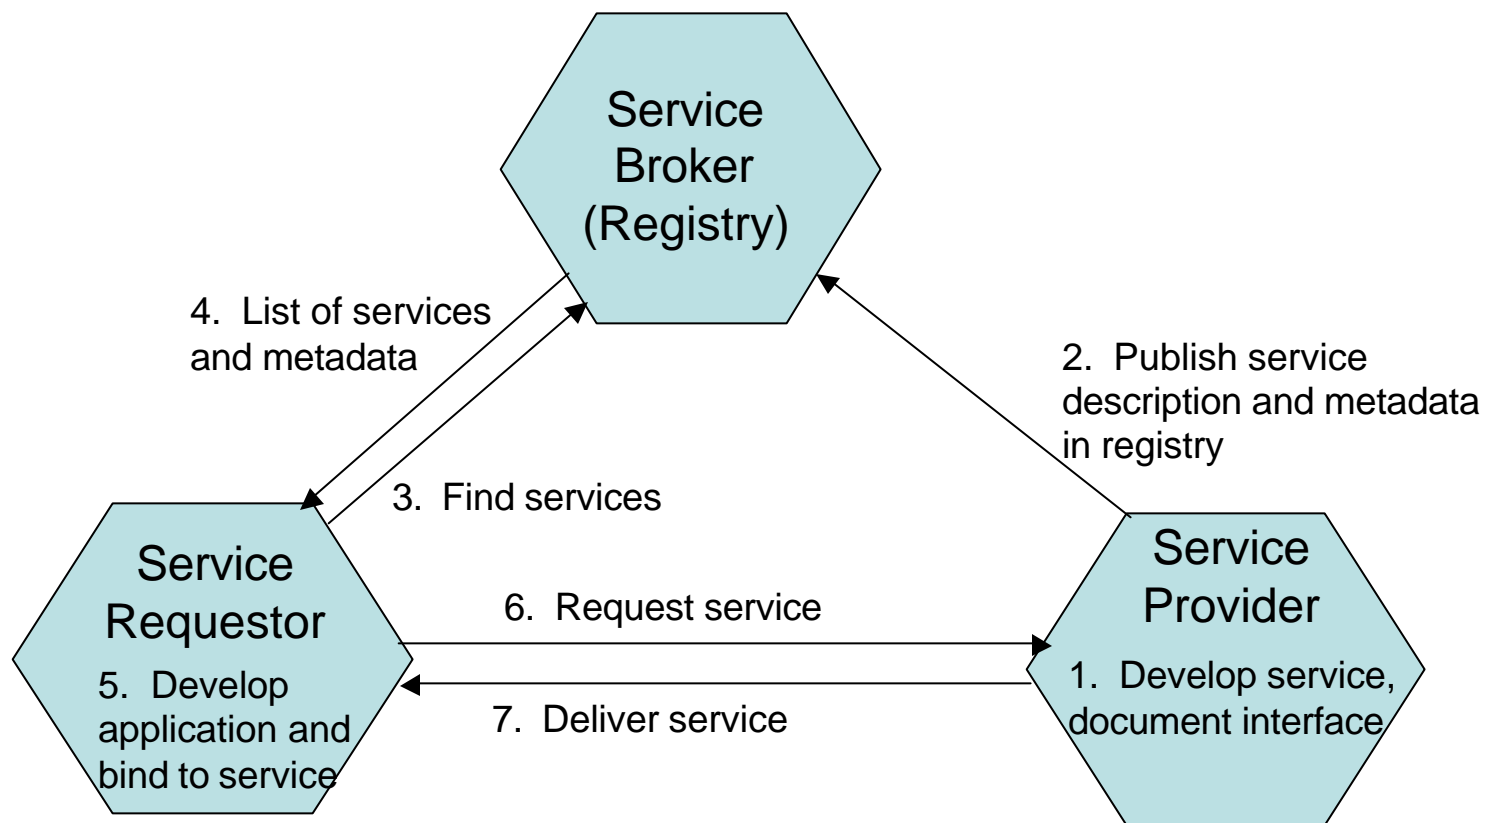 Service
Broker
(Registry)
4. List of services
and metadata
2. Publish service
description and metadata
in registry
3. Find services
Service
Requestor
5. Develop
application and
bind to service
6. Request service
7. Deliver service
Service
Provider
1. Develop service,
document interface